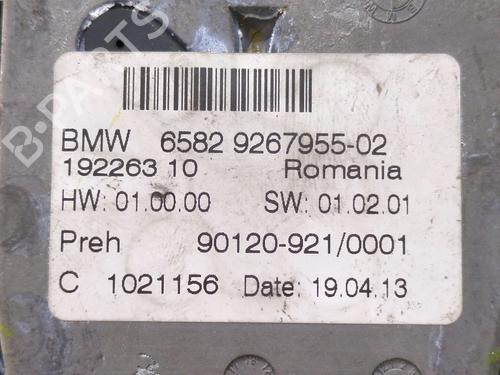 BMW 6582 9267955-02
192263 10 Romania
HW: 01.00.00 SW: 01.02.01
Preh 90120-921/0001
C 1021156 Date: 19.04.13
B-PARTS